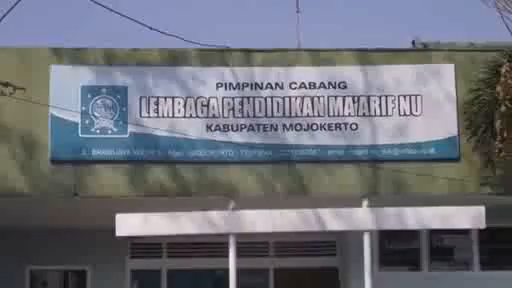 PIMPINAN CABANG
LEMBAGA PENDIDIKAN MA'ARIF NU
KABUPATEN MOJOKERTO